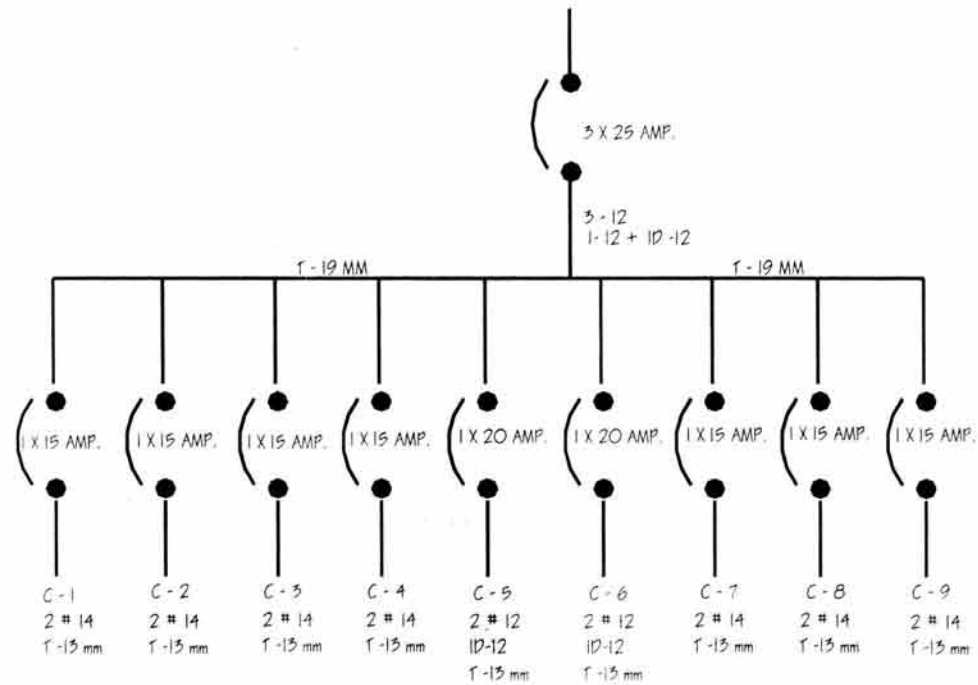 3 X 25 AMP.
3 - 12
1- 12 + 1D -12
T - 19 MM
T - 19 MM
1 X 15 AMP.
1 X 15 AMP.
1 X 15 AMP.
1 X 15 AMP.
1 X 20 AMP.
1 X 20 AMP.
1 X 15 AMP.
1 X 15 AMP.
1 X 15 AMP.
C - 1
2 # 14
T -13 mm
C - 2
2 # 14
T -13 mm
C - 3
2 # 14
T -13 mm
C - 4
2 # 14
T -13 mm
C - 5
2 # 12
1D-12
T -13 mm
C - 6
2 # 12
1D-12
T -13 mm
C - 7
2 # 14
T -13 mm
C - 8
2 # 14
T -13 mm
C - 9
2 # 14
T -13 mm